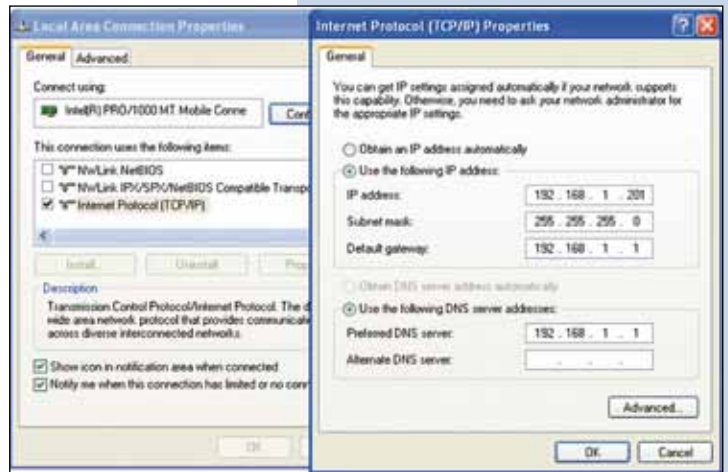 Local Area Connection Properties
General
Advanced
Connect using:
Intel(R) PRO/1000 MT Mobile Conne
This connection uses the following items:
NWLink NetBIOS
NWLink IPX/SPX/NetBIOS Compatible Transpo
Internet Protocol (TCP/IP)
Install...
Uninstall
Description
Transmission Control Protocol/Internet Protocol. The d
wide area network protocol that provides communicat
across diverse interconnected networks.
Show icon in notification area when connected
Notify me when this connection has limited or no conn
OK
Internet Protocol (TCP/IP) Properties
General
You can get IP settings assigned automatically if your network supports
this capability. Otherwise, you need to ask your network administrator for
the appropriate IP settings.
Obtain an IP address automatically
Use the following IP address:
IP address: 192 . 168 . 1 . 201
Subnet mask: 255 . 255 . 255 . 0
Default gateway: 192 . 168 . 1 . 1
Obtain DNS server address automatically
Use the following DNS server addresses:
Preferred DNS server: 192 . 168 . 1 . 1
Alternate DNS server: . . .
Advanced...
OK
Cancel